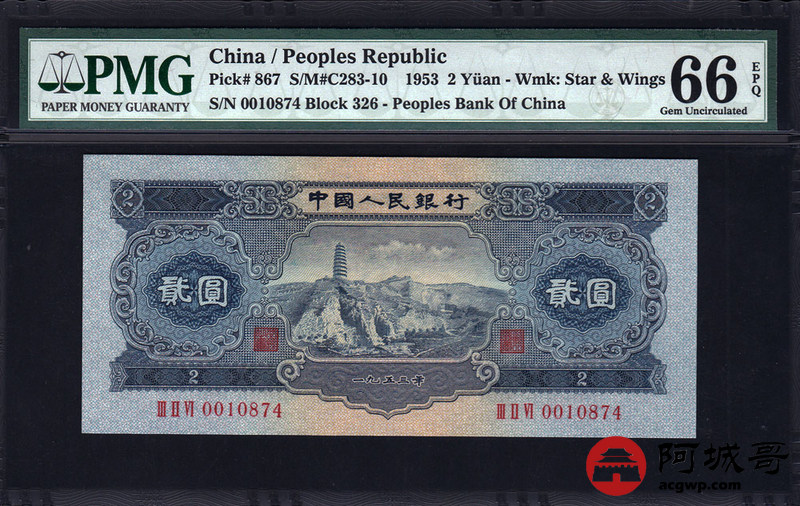 PMG
PAPER MONEY GUARANTY
China / Peoples Republic
Pick# 867 S/M#C283-10 1953 2 Yüan - Wmk: Star & Wings
S/N 0010874 Block 326 - Peoples Bank Of China
66
EPQ
Gem Uncirculated
2
中國人民銀行
2
貳圓
貳圓
2
一九五三年
2
III II VI 0010874
III II VI 0010874
阿城哥
acgwp.com